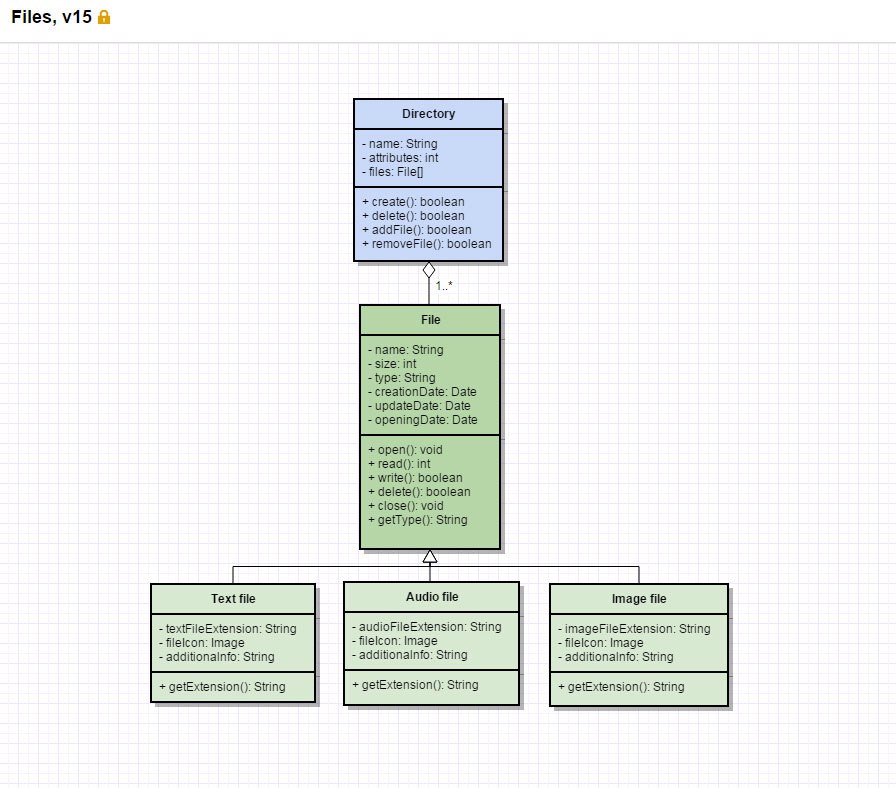 Files, v15
Directory
- name: String
- attributes: int
- files: File[]
+ create(): boolean
+ delete(): boolean
+ addFile(): boolean
+ removeFile(): boolean
1..*
File
- name: String
- size: int
- type: String
- creationDate: Date
- updateDate: Date
- openingDate: Date
+ open(): void
+ read(): int
+ write(): boolean
+ delete(): boolean
+ close(): void
+ getType(): String
Text file
- textFileExtension: String
- fileIcon: Image
- additionaInfo: String
+ getExtension(): String
Audio file
- audioFileExtension: String
- fileIcon: Image
- additionaInfo: String
+ getExtension(): String
Image file
- imageFileExtension: String
- fileIcon: Image
- additionaInfo: String
+ getExtension(): String